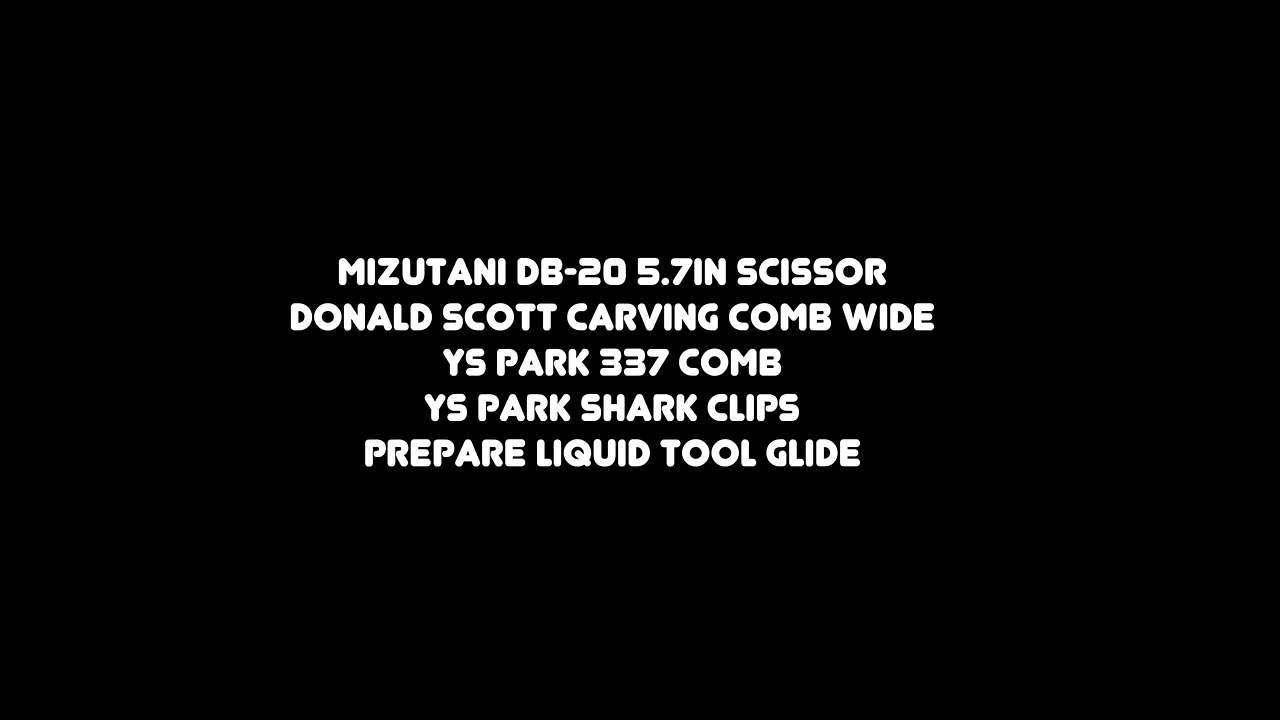 MIZUTANI DB-20 5.7IN SCISSOR
DONALD SCOTT CARVING COMB WIDE
YS PARK 337 COMB
YS PARK SHARK CLIPS
PREPARE LIQUID TOOL GLIDE